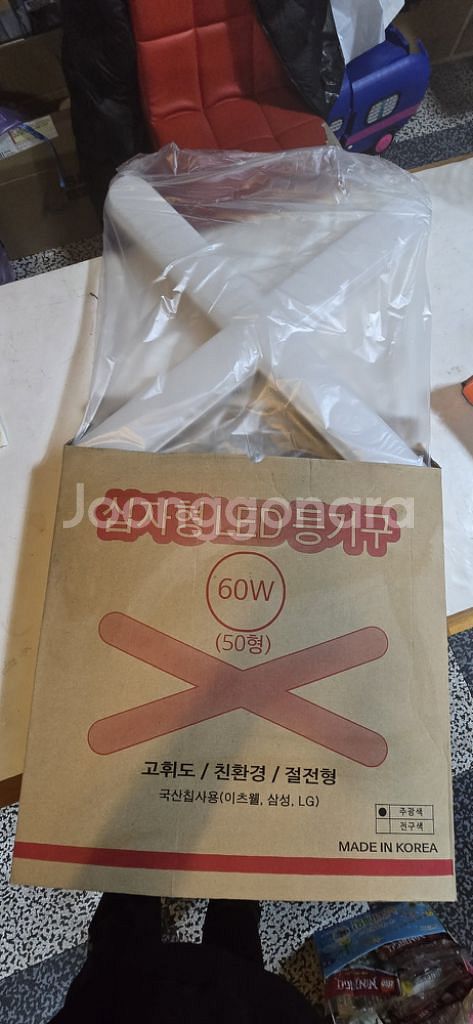 Joonggonara
십자형 LED 등기구
60W
(50형)
고휘도 / 친환경 / 절전형
국산칩사용(이츠웰, 삼성, LG)
● 주광색
전구색
MADE IN KOREA